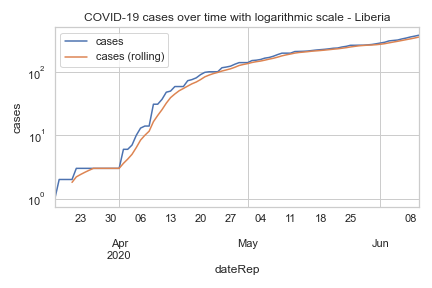 COVID-19 cases over time with logarithmic scale - Liberia
cases
cases (rolling)
10²
10¹
10⁰
cases
23 30 06 13 20 27 04 11 18 25 08
Apr May Jun
2020
dateRep